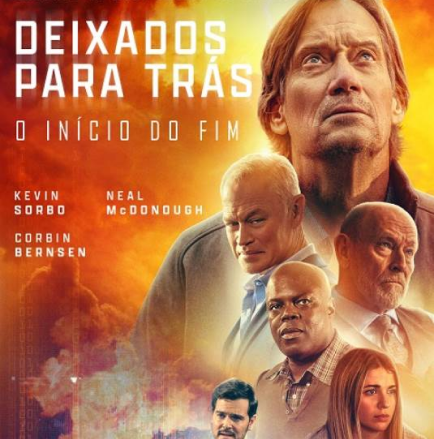 DEIXADOS
PARA TRÁS
O INÍCIO DO FIM
KEVIN SORBO
NEAL McDONOUGH
CORBIN BERNSEN